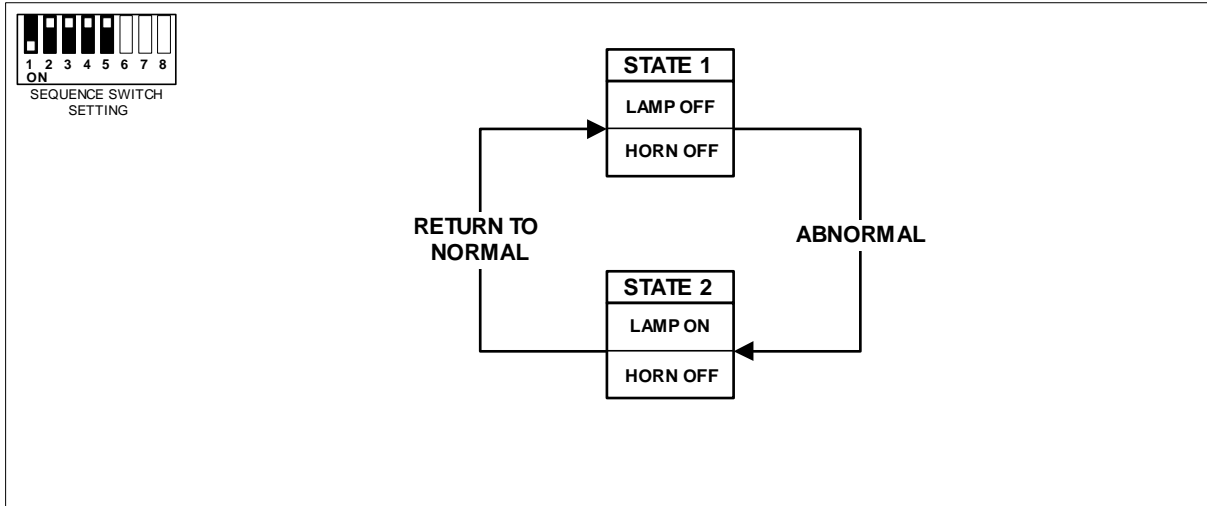 1 2 3 4 5 6 7 8
ON
SEQUENCE SWITCH
SETTING
STATE 1
LAMP OFF
HORN OFF
RETURN TO
NORMAL
ABNORMAL
STATE 2
LAMP ON
HORN OFF